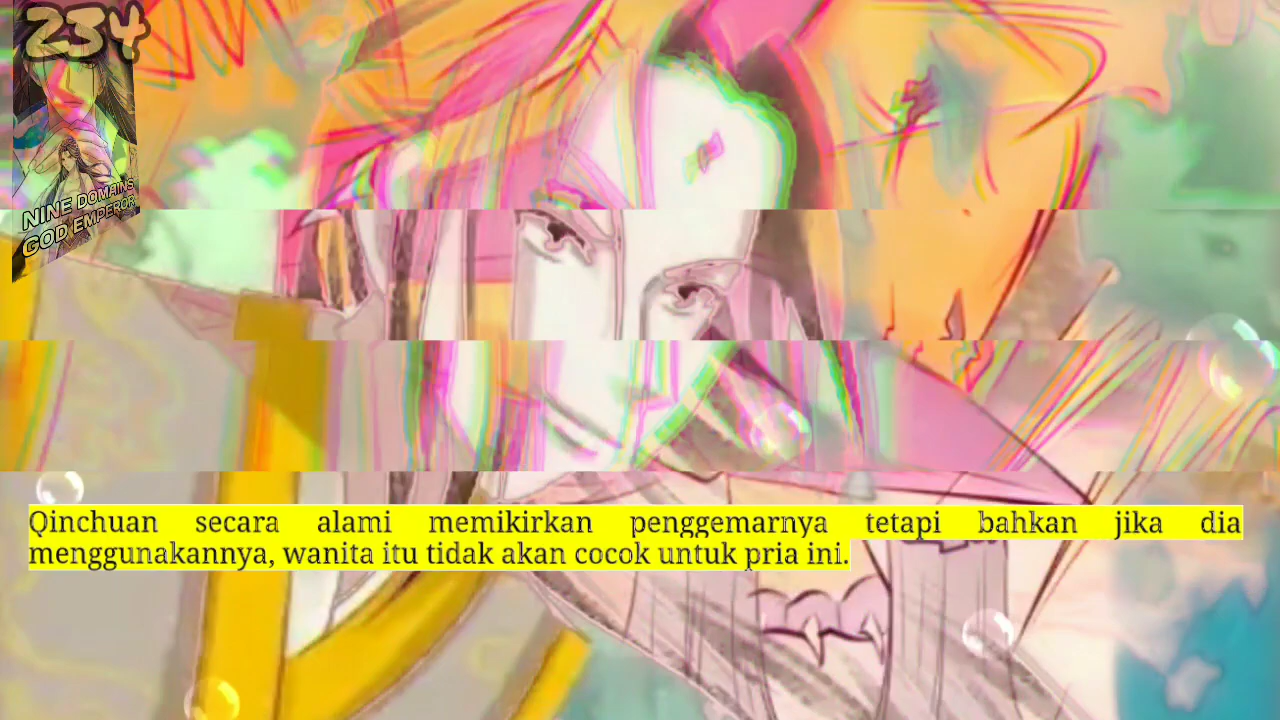 234
NINE DOMAINS
GOD EMPEROR
Qinchuan secara alami memikirkan penggemarnya tetapi bahkan jika dia
menggunakannya, wanita itu tidak akan cocok untuk pria ini.